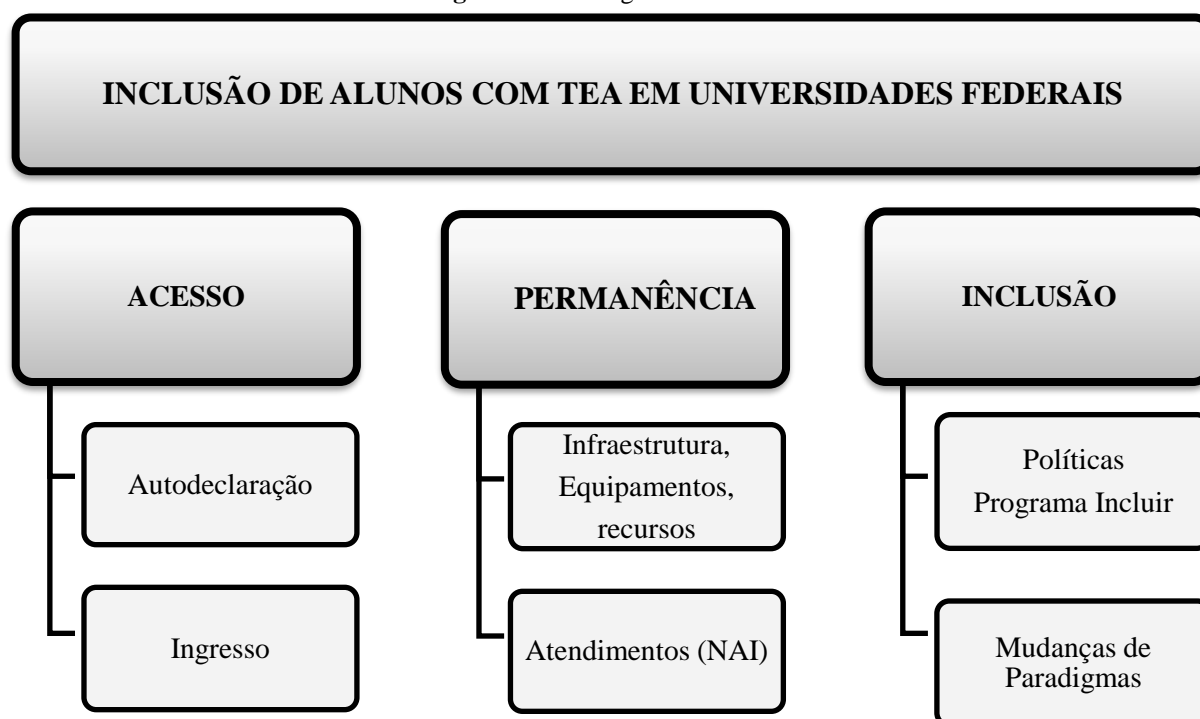 INCLUSÃO DE ALUNOS COM TEA EM UNIVERSIDADES FEDERAIS
ACESSO
Autodeclaração
Ingresso
PERMANÊNCIA
Infraestrutura,
Equipamentos,
recursos
Atendimentos (NAI)
INCLUSÃO
Políticas
Programa Incluir
Mudanças de
Paradigmas